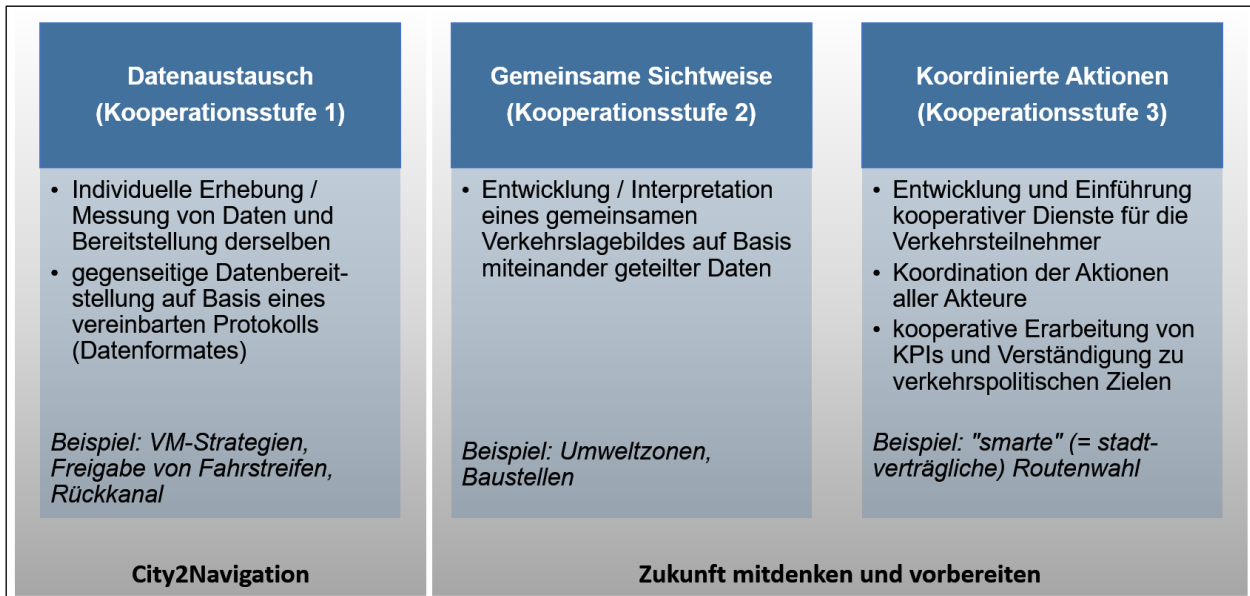 Datenaustausch
(Kooperationsstufe 1)
• Individuelle Erhebung /
Messung von Daten und
Bereitstellung derselben
• gegenseitige Datenbereit-
stellung auf Basis eines
vereinbarten Protokolls
(Datenformates)
Beispiel: VM-Strategien,
Freigabe von Fahrstreifen,
Rückkanal
Gemeinsame Sichtweise
(Kooperationsstufe 2)
• Entwicklung / Interpretation
eines gemeinsamen
Verkehrslagebildes auf Basis
miteinander geteilter Daten
Beispiel: Umweltzonen,
Baustellen
Koordinierte Aktionen
(Kooperationsstufe 3)
• Entwicklung und Einführung
kooperativer Dienste für die
Verkehrsteilnehmer
• Koordination der Aktionen
aller Akteure
• kooperative Erarbeitung von
KPIs und Verständigung zu
verkehrspolitischen Zielen
Beispiel: "smarte" (= stadt-
verträgliche) Routenwahl
City2Navigation
Zukunft mitdenken und vorbereiten